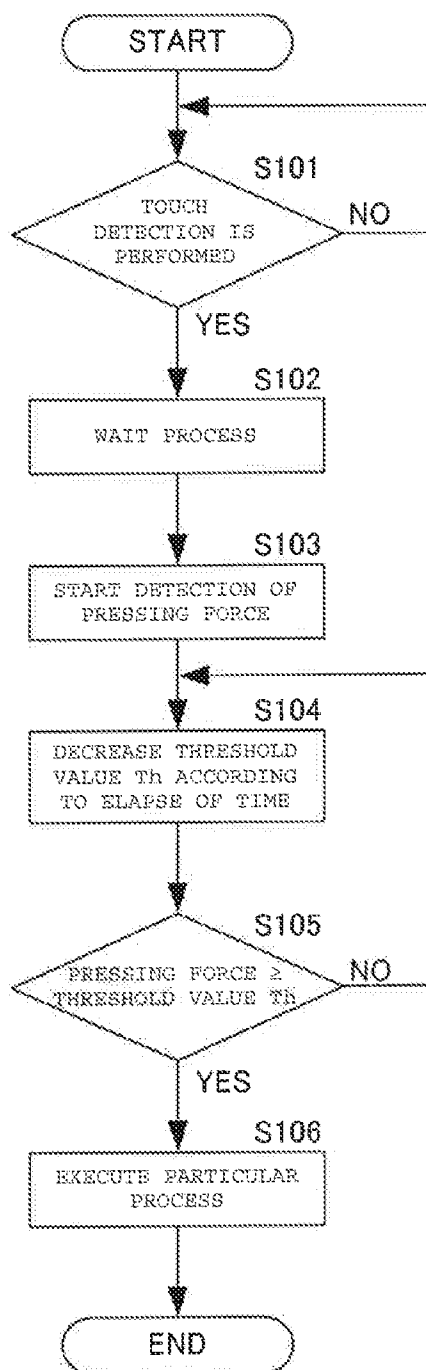 START
S101
TOUCH
DETECTION IS
PERFORMED
NO
YES
S102
WAIT PROCESS
S103
START DETECTION OF
PRESSING FORCE
S104
DECREASE THRESHOLD
VALUE Th ACCORDING
TO ELAPSE OF TIME
S105
PRESSING FORCE ≥
THRESHOLD VALUE Th
NO
YES
S106
EXECUTE PARTICULAR
PROCESS
END